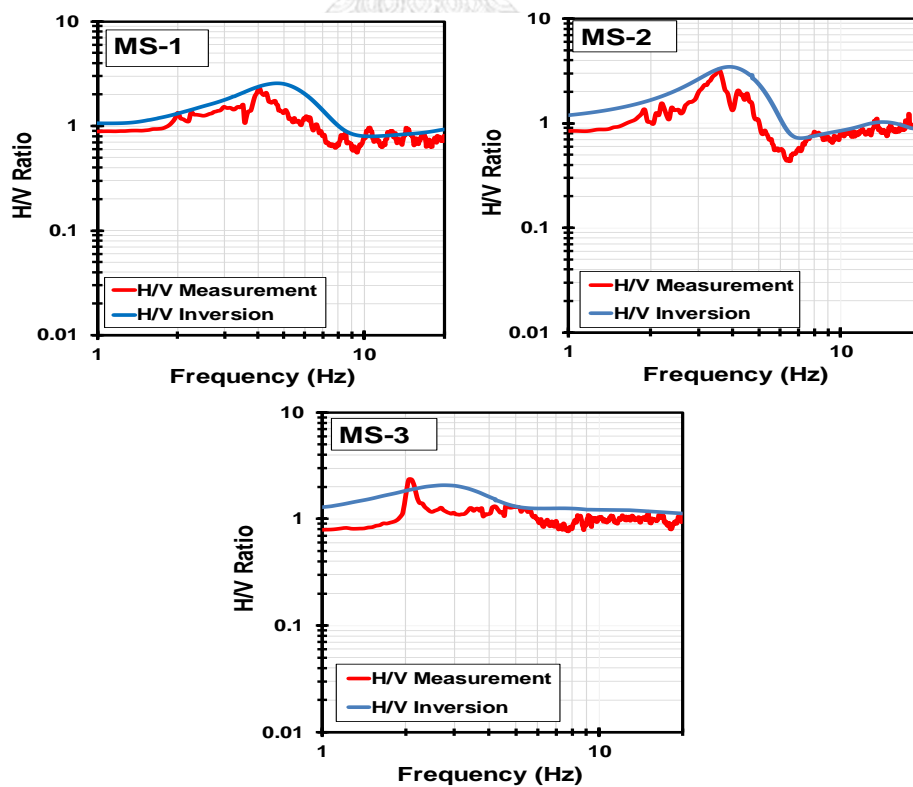 MS-1
10
1
0.1
0.01
H/V Ratio
H/V Measurement
H/V Inversion
1
10
Frequency (Hz)
MS-2
10
1
0.1
0.01
H/V Ratio
H/V Measurement
H/V Inversion
1
10
Frequency (Hz)
MS-3
10
1
0.1
0.01
H/V Ratio
H/V Measurement
H/V Inversion
1
10
Frequency (Hz)